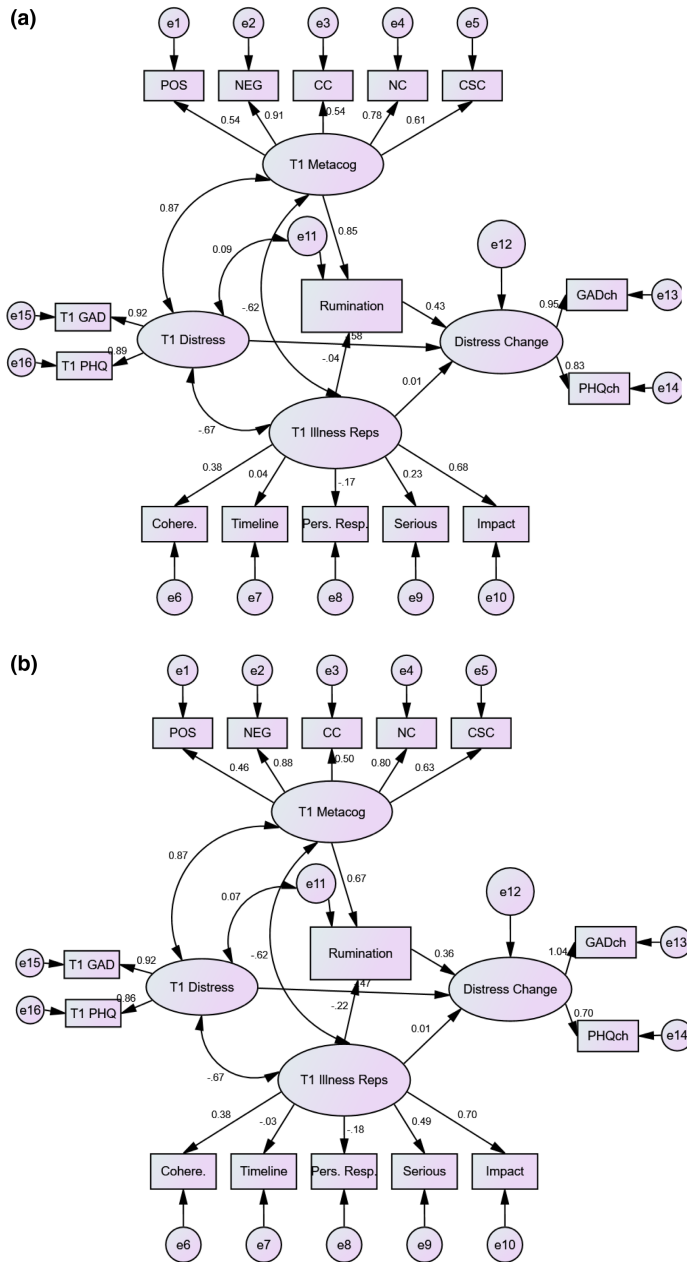 (a)
e1 e2 e3 e4 e5
POS NEG CC NC CSC
0.54 0.91 0.54 0.78 0.61
T1 Metacog
0.87
0.09 e11 0.85 e12
-.62
Rumination 0.43 0.95 GADch e13
e15 T1 GAD 0.92
T1 Distress .58 Distress Change
e16 T1 PHQ 0.89
-.04 0.01 0.83 PHQch e14
-.67
T1 Illness Reps
0.38 0.04 -.17 0.23 0.68
Cohere. Timeline Pers. Resp. Serious Impact
e6 e7 e8 e9 e10
(b)
e1 e2 e3 e4 e5
POS NEG CC NC CSC
0.46 0.88 0.50 0.80 0.63
T1 Metacog
0.87
0.07 e11 0.67 e12
-.62
Rumination 0.36 1.04 GADch e13
e15 T1 GAD 0.92
T1 Distress .47 Distress Change
e16 T1 PHQ 0.86
-.22 0.01 0.70 PHQch e14
-.67
T1 Illness Reps
0.38 -.03 -.18 0.49 0.70
Cohere. Timeline Pers. Resp. Serious Impact
e6 e7 e8 e9 e10